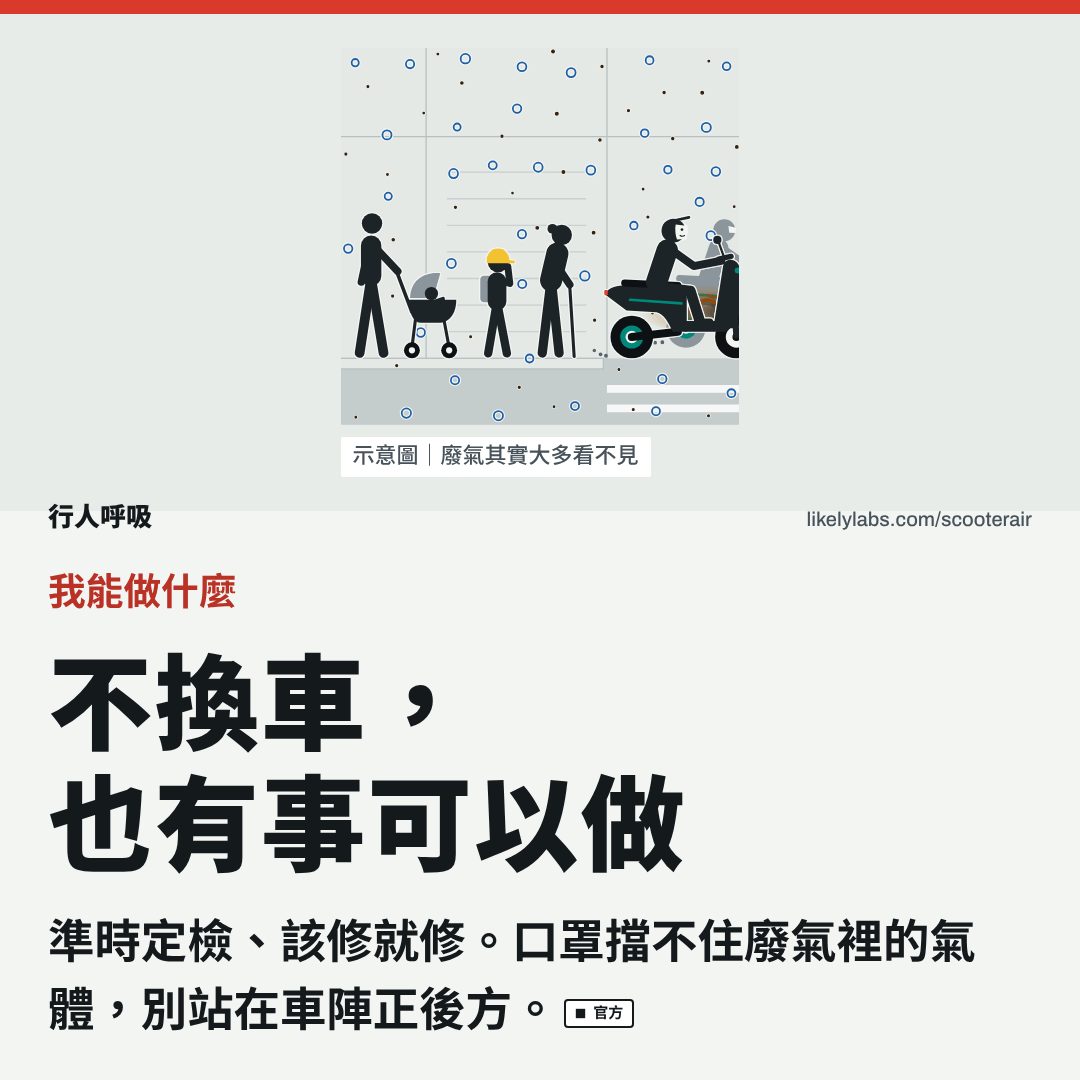 示意圖｜廢氣其實大多看不見
行人呼吸
likelylabs.com/scooterair
我能做什麼
不換車，
也有事可以做
準時定檢、該修就修。口罩擋不住廢氣裡的氣
體，別站在車陣正後方。 ■ 官方